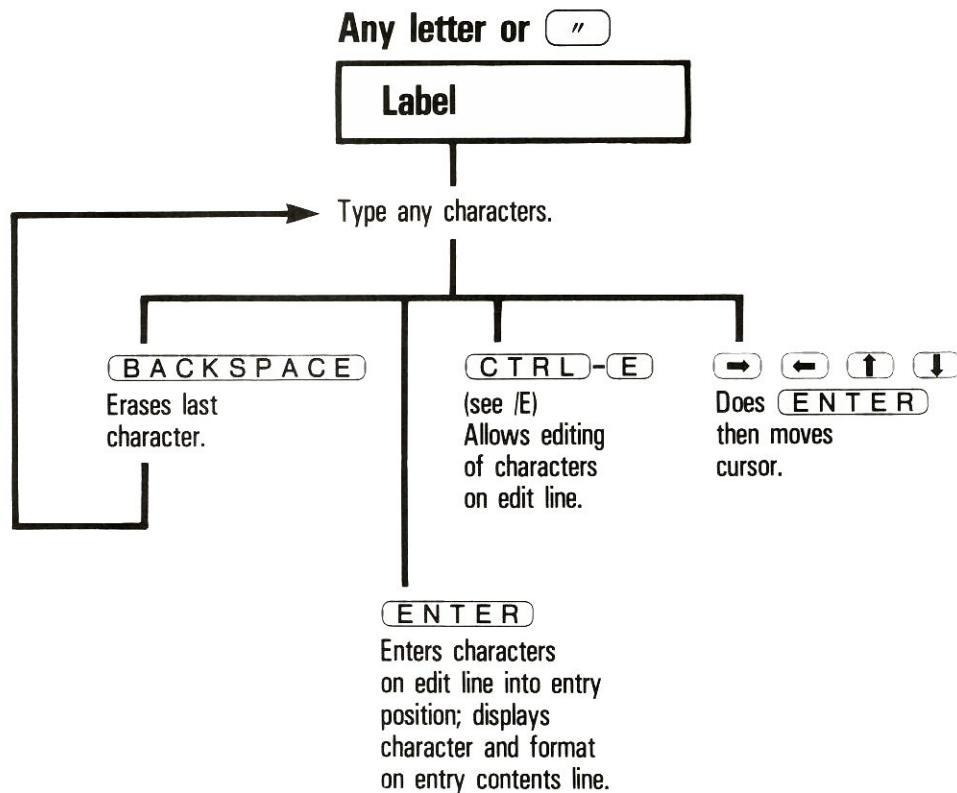 Any letter or "
Label
Type any characters.
BACKSPACE
Erases last
character.
CTRL-E
(see /E)
Allows editing
of characters
on edit line.
→ ← ↑ ↓
Does ENTER
then moves
cursor.
ENTER
Enters characters
on edit line into entry
position; displays
character and format
on entry contents line.